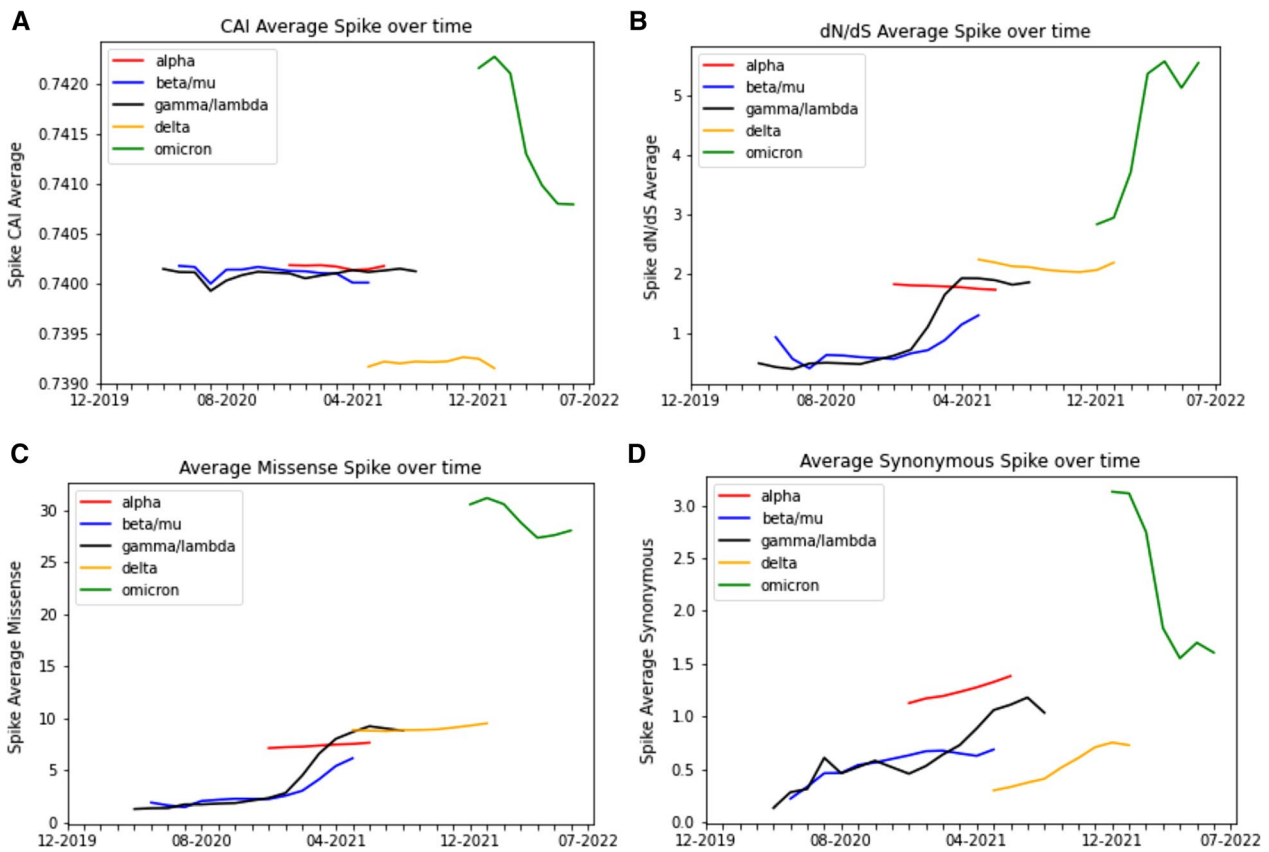 A
CAI Average Spike over time
Spike CAI Average
0.7420
0.7415
0.7410
0.7405
0.7400
0.7395
0.7390
alpha
beta/mu
gamma/lambda
delta
omicron
12-2019 08-2020 04-2021 12-2021 07-2022
B
dN/dS Average Spike over time
Spike dN/dS Average
5
4
3
2
1
alpha
beta/mu
gamma/lambda
delta
omicron
12-2019 08-2020 04-2021 12-2021 07-2022
C
Average Missense Spike over time
Spike Average Missense
30
25
20
15
10
5
0
alpha
beta/mu
gamma/lambda
delta
omicron
12-2019 08-2020 04-2021 12-2021 07-2022
D
Average Synonymous Spike over time
Spike Average Synonymous
3.0
2.5
2.0
1.5
1.0
0.5
0.0
alpha
beta/mu
gamma/lambda
delta
omicron
12-2019 08-2020 04-2021 12-2021 07-2022